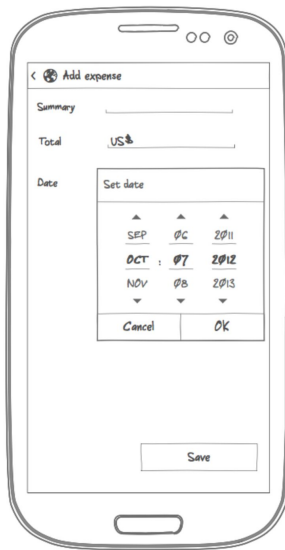 < Add expense
Summary
Total US$
Date Set date
SEP 06 2011
OCT : 07 2012
NOV 08 2013
Cancel OK
Save